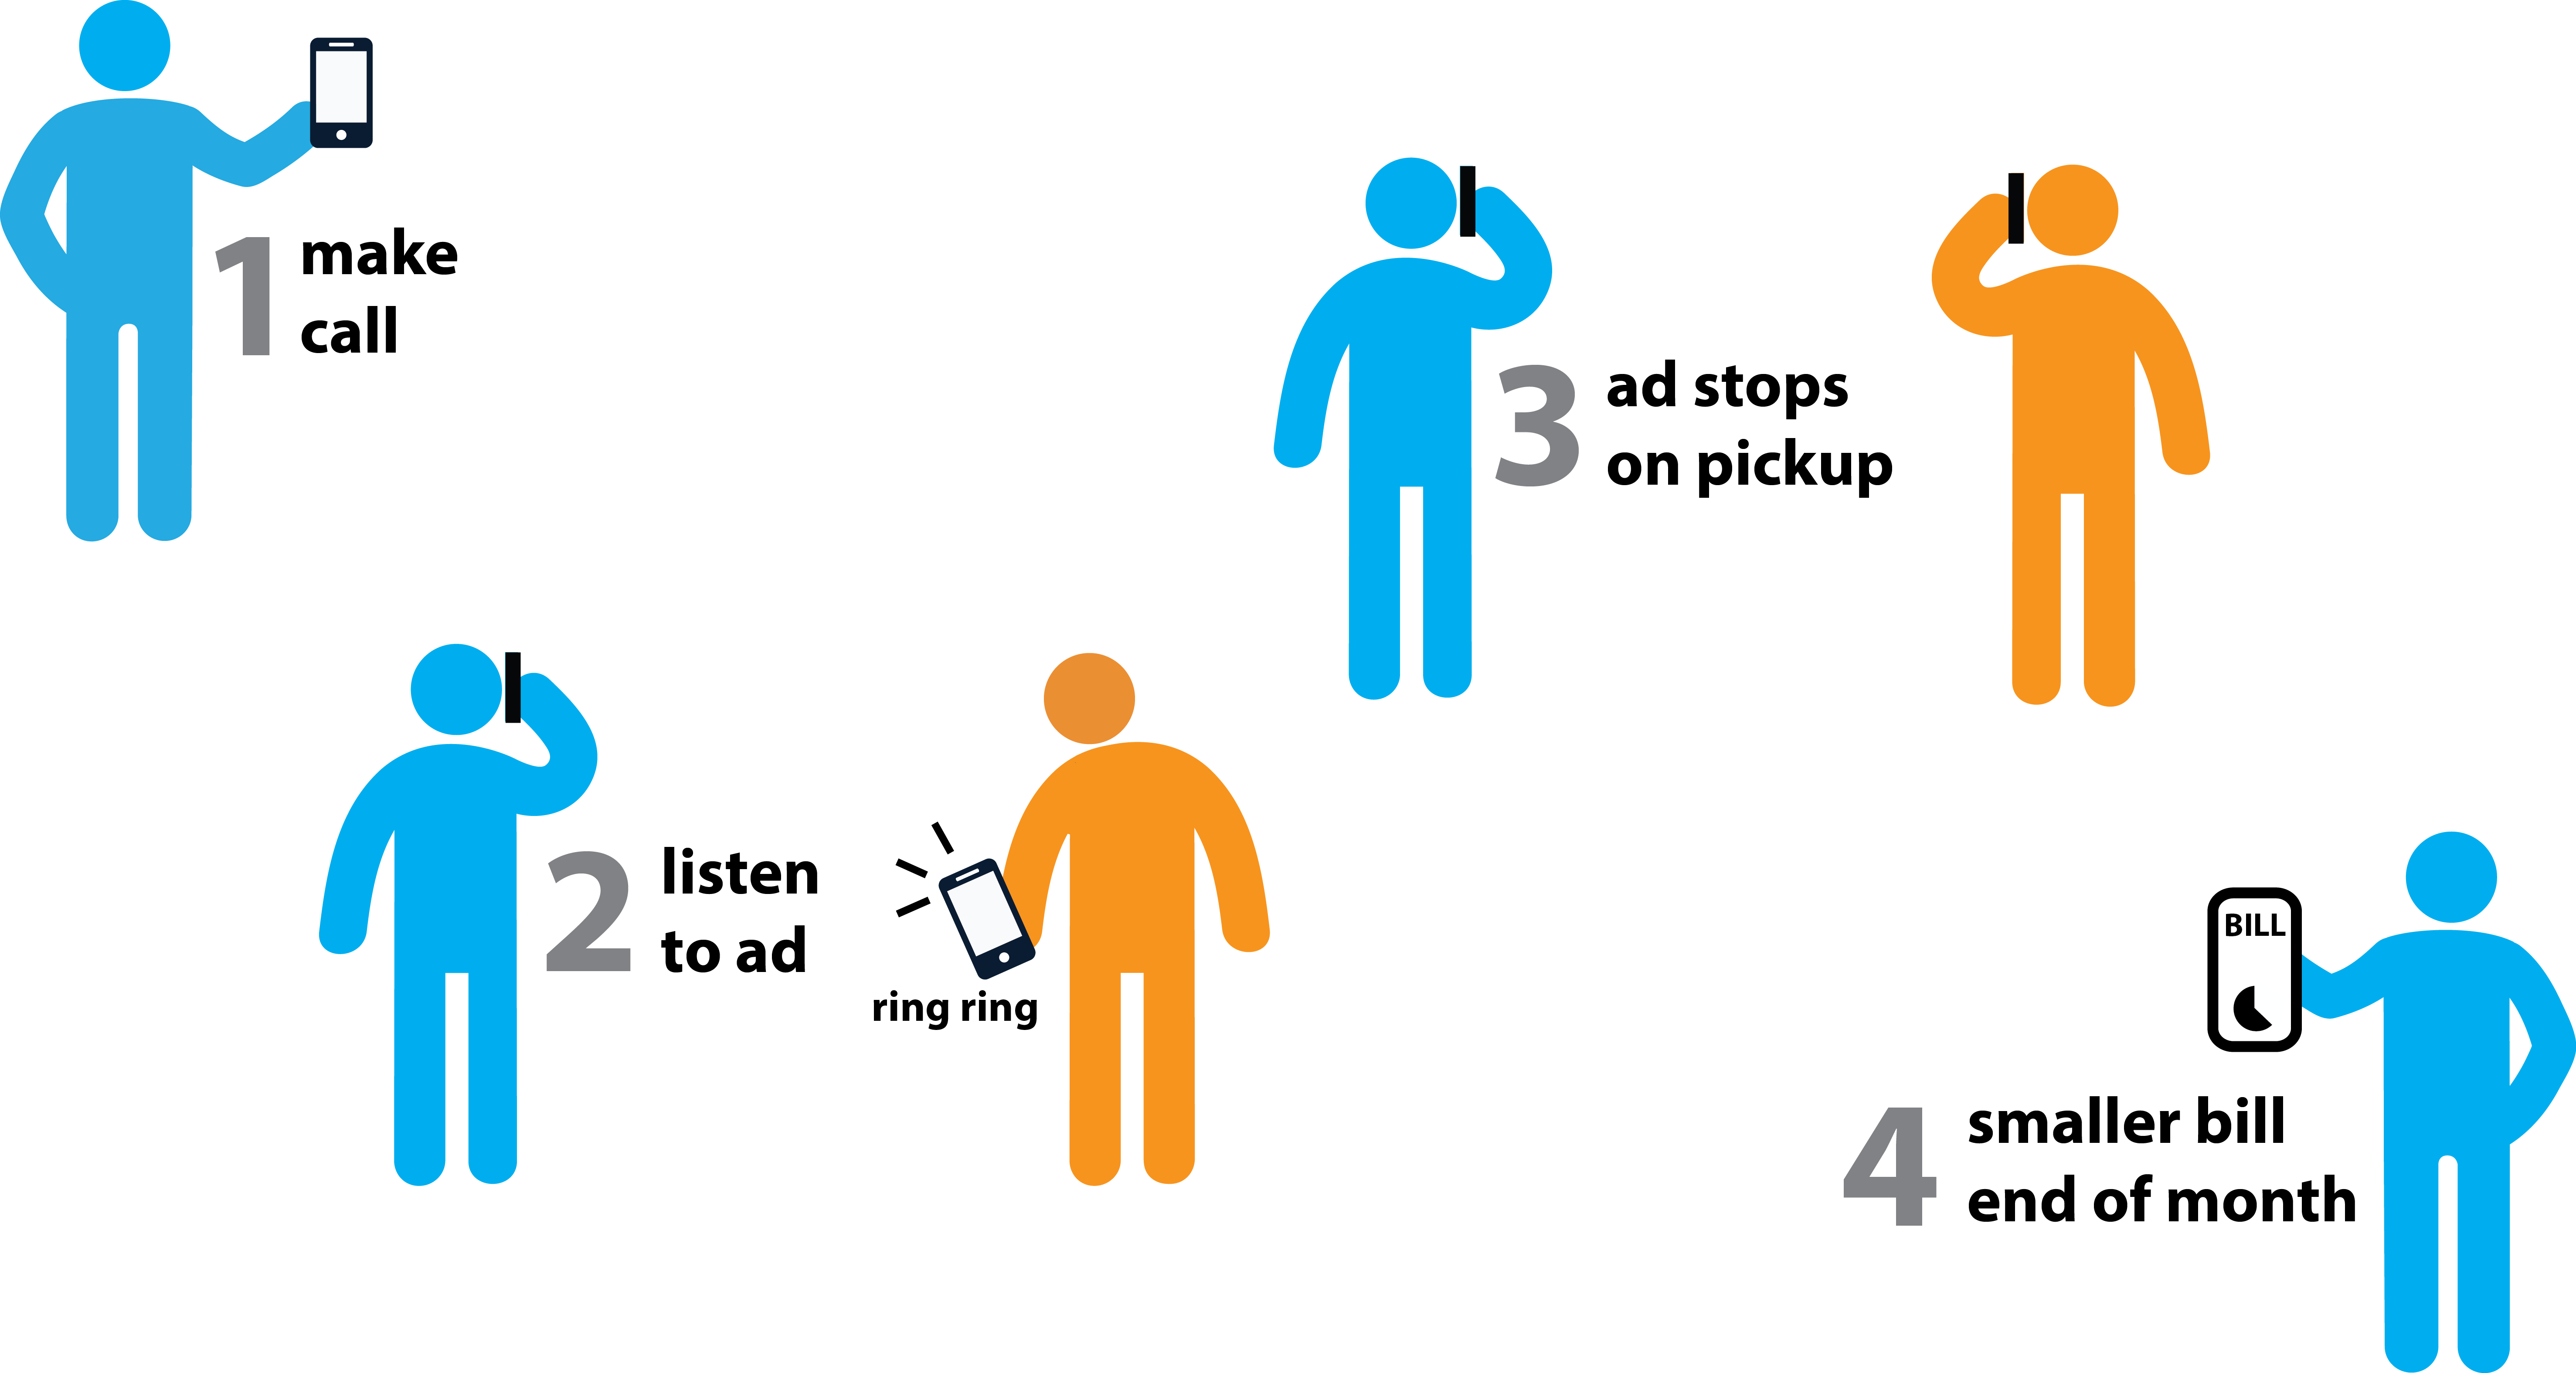 1
make
call
2
listen
to ad
ring ring
3
ad stops
on pickup
BILL
4
smaller bill
end of month